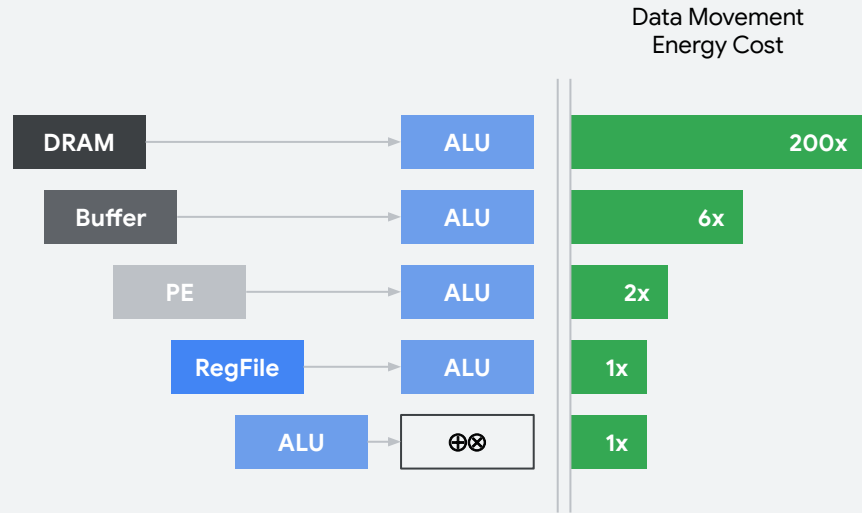 Data Movement
Energy Cost
DRAM ALU 200x
Buffer ALU 6x
PE ALU 2x
RegFile ALU 1x
ALU ⊕⊗ 1x